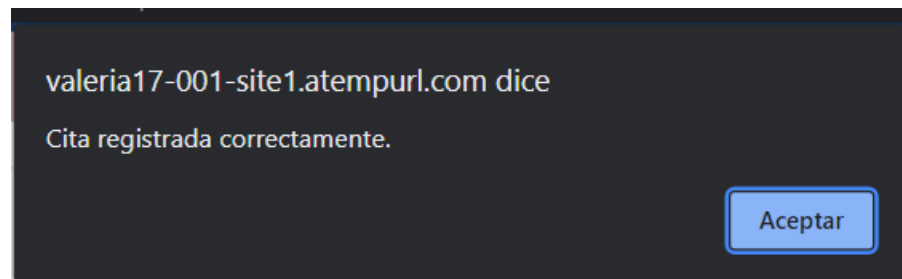 valeria17-001-site1.atempurl.com dice
Cita registrada correctamente.
Aceptar